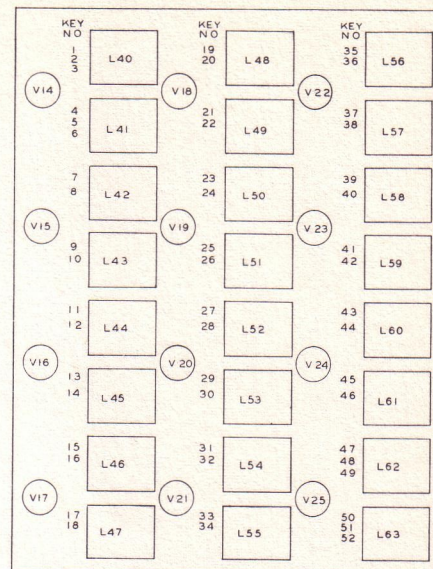 KEY NO
1 2 3 L40
V14
4 5 6 L41
7 8 L42
V15
9 10 L43
11 12 L44
V16
13 14 L45
15 16 L46
V17
17 18 L47
KEY NO
19 20 L48
V18
21 22 L49
23 24 L50
V19
25 26 L51
27 28 L52
V20
29 30 L53
31 32 L54
V21
33 34 L55
KEY NO
35 36 L56
V22
37 38 L57
39 40 L58
V23
41 42 L59
43 44 L60
V24
45 46 L61
47 48 49 L62
V25
50 51 52 L63